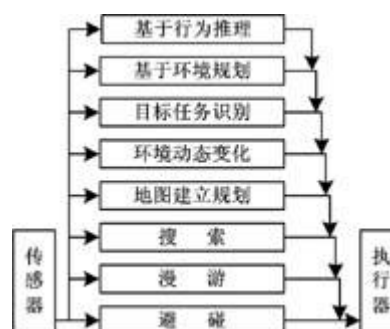 基于行为推理
基于环境规划
目标任务识别
环境动态变化
地图建立规划
搜 索
漫 游
避 碰
传感器
执行器